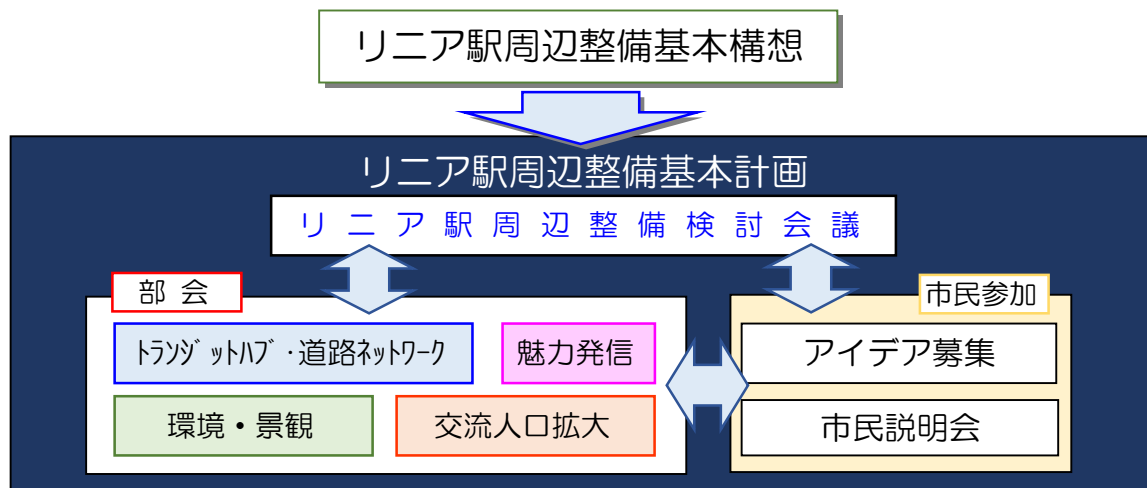 リニア駅周辺整備基本構想
リニア駅周辺整備基本計画
リニア駅周辺整備検討会議
部会
市民参加
ﾄﾗﾝｼﾞｯﾄﾊﾌﾞ・道路ﾈｯﾄﾜｰｸ
魅力発信
アイデア募集
環境・景観
交流人口拡大
市民説明会